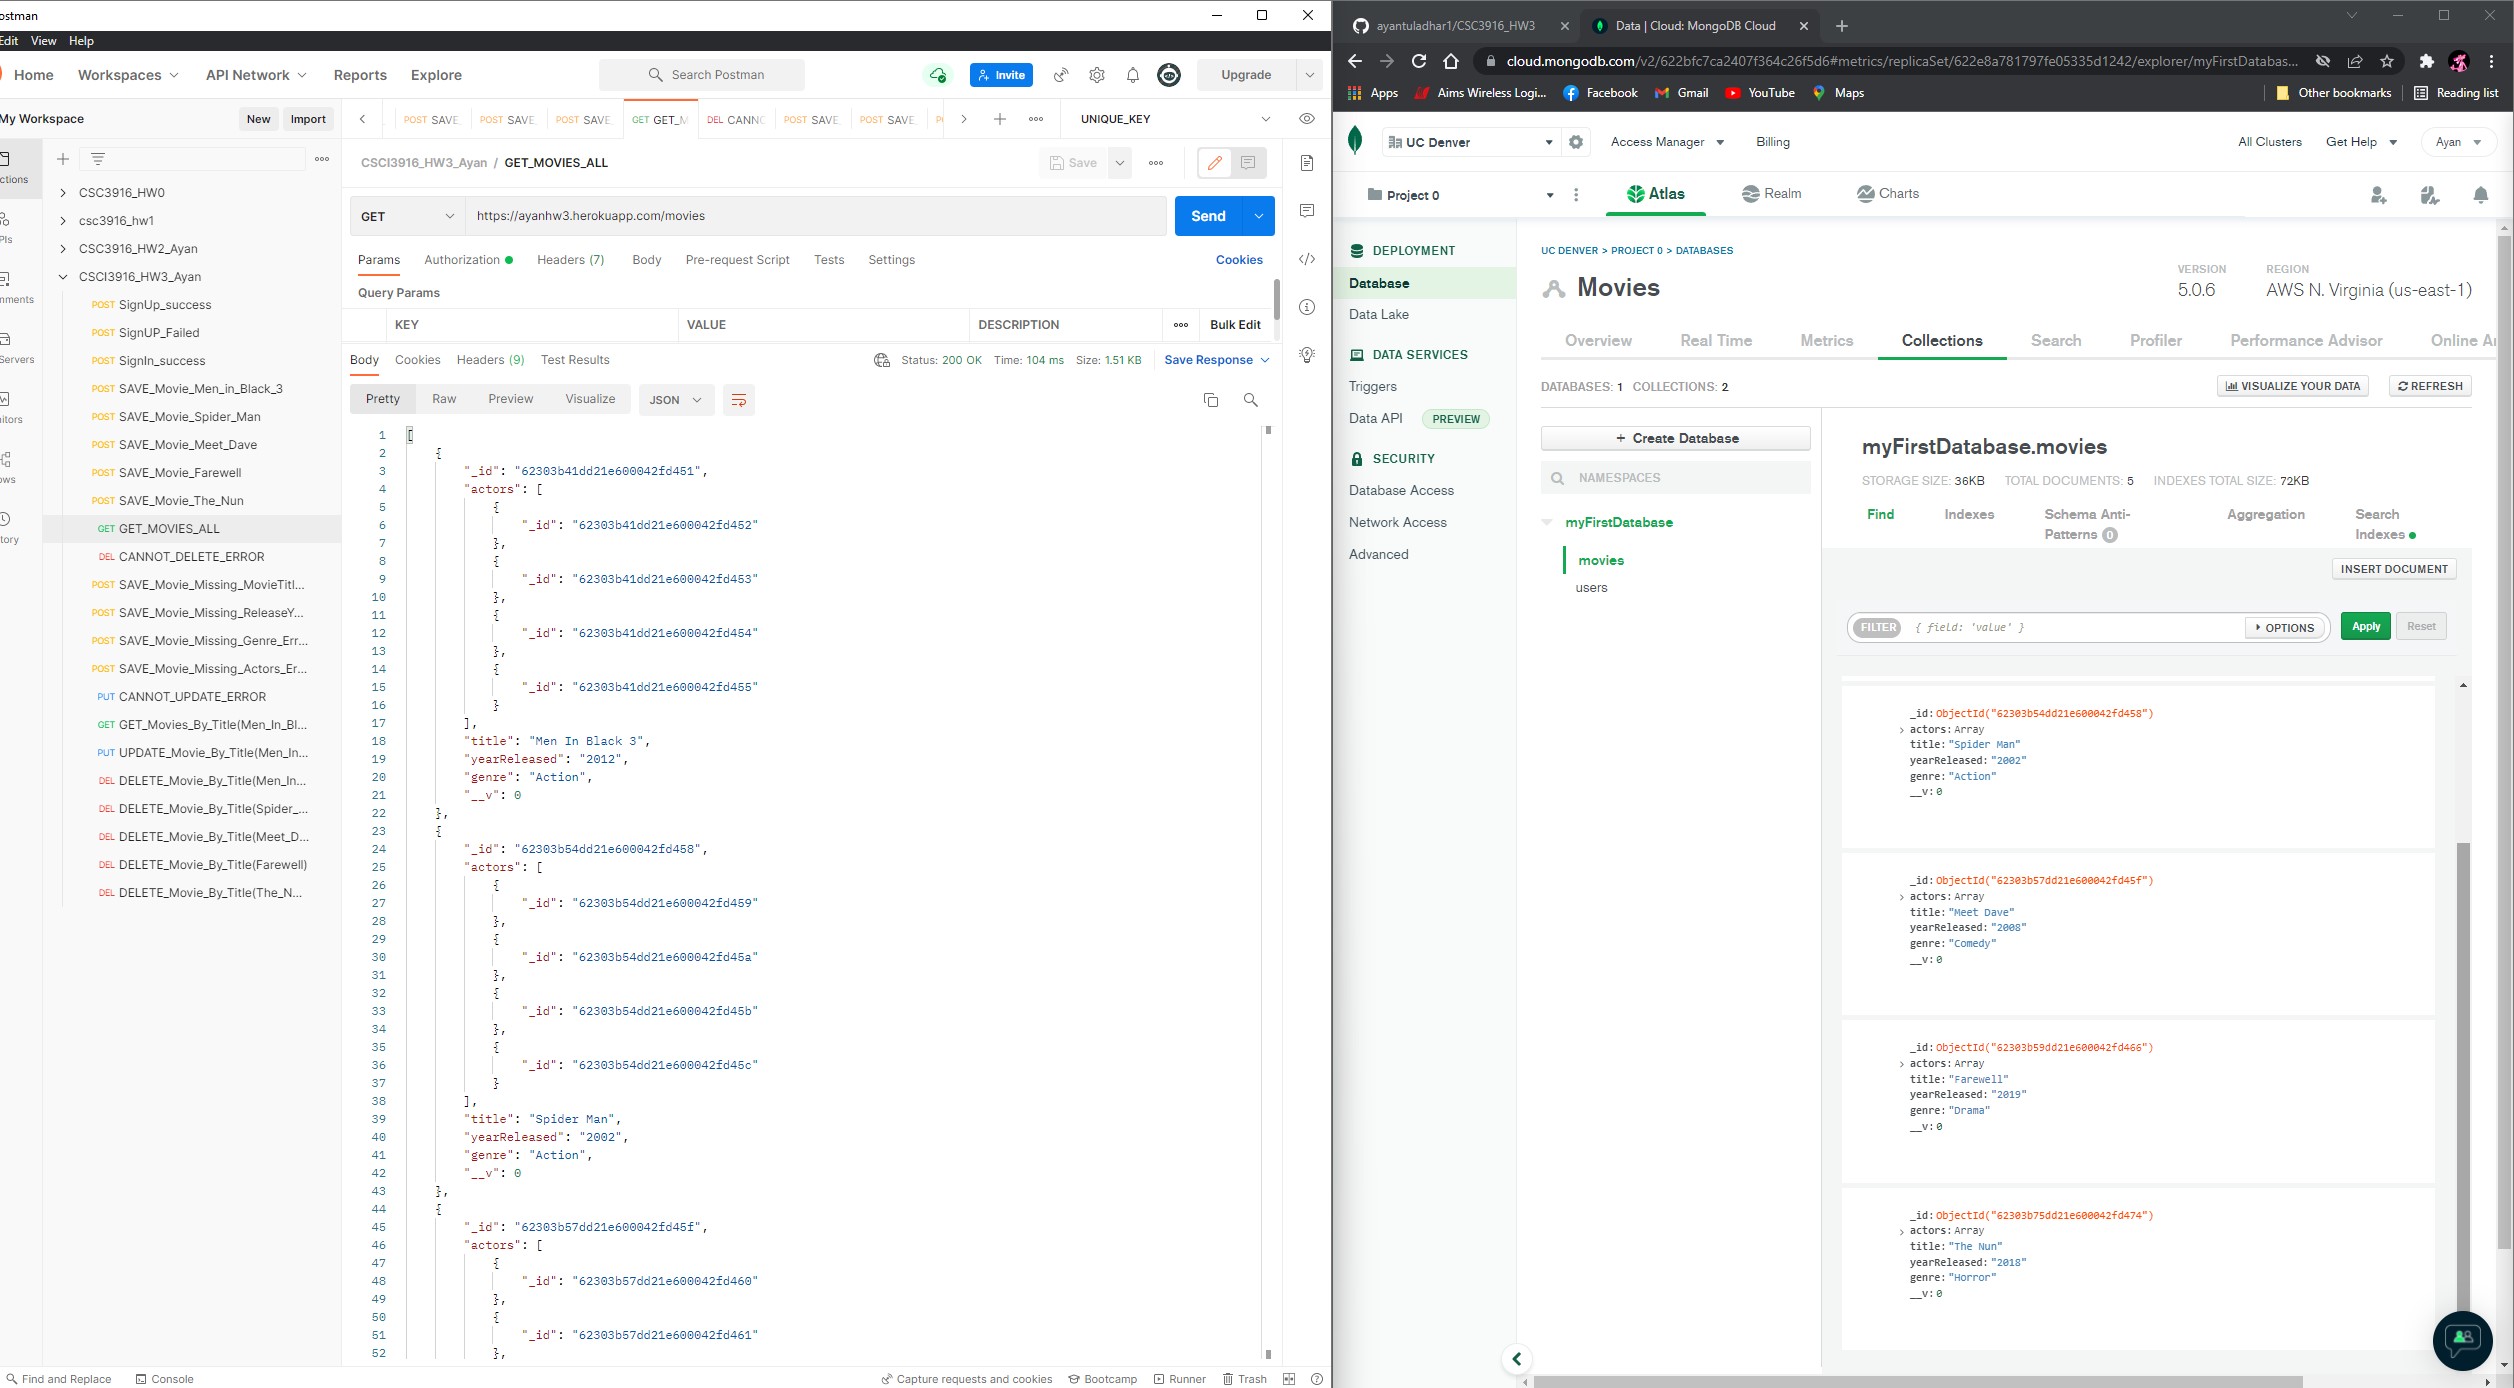 ostman
Edit View Help
Home Workspaces API Network Reports Explore Search Postman Invite Upgrade
My Workspace New Import
POST SAVE POST SAVE POST SAVE GET GET_M DEL CANNC POST SAVE POST SAVE UNIQUE_KEY
CSCI3916_HW3_Ayan / GET_MOVIES_ALL Save
ctions
PIs
nments
Servers
itors
ows
tory
CSC3916_HW0
csc3916_hw1
CSC3916_HW2_Ayan
CSCI3916_HW3_Ayan
POST SignUp_success
POST SignUP_Failed
POST SignIn_success
POST SAVE_Movie_Men_in_Black_3
POST SAVE_Movie_Spider_Man
POST SAVE_Movie_Meet_Dave
POST SAVE_Movie_Farewell
POST SAVE_Movie_The_Nun
GET GET_MOVIES_ALL
DEL CANNOT_DELETE_ERROR
POST SAVE_Movie_Missing_MovieTitl...
POST SAVE_Movie_Missing_ReleaseY...
POST SAVE_Movie_Missing_Genre_Err...
POST SAVE_Movie_Missing_Actors_Er...
PUT CANNOT_UPDATE_ERROR
GET GET_Movies_By_Title(Men_In_Bl...
PUT UPDATE_Movie_By_Title(Men_In...
DEL DELETE_Movie_By_Title(Men_In...
DEL DELETE_Movie_By_Title(Spider_...
DEL DELETE_Movie_By_Title(Meet_D...
DEL DELETE_Movie_By_Title(Farewell)
DEL DELETE_Movie_By_Title(The_N...
GET https://ayanhw3.herokuapp.com/movies Send
Params Authorization Headers (7) Body Pre-request Script Tests Settings Cookies
Query Params
KEY VALUE DESCRIPTION Bulk Edit
Body Cookies Headers (9) Test Results Status: 200 OK Time: 104 ms Size: 1.51 KB Save Response
Pretty Raw Preview Visualize JSON
1 [
2 {
3 "_id": "62303b41dd21e600042fd451",
4 "actors": [
5 {
6 "_id": "62303b41dd21e600042fd452"
7 },
8 {
9 "_id": "62303b41dd21e600042fd453"
10 },
11 {
12 "_id": "62303b41dd21e600042fd454"
13 },
14 {
15 "_id": "62303b41dd21e600042fd455"
16 }
17 ],
18 "title": "Men In Black 3",
19 "yearReleased": "2012",
20 "genre": "Action",
21 "__v": 0
22 },
23 {
24 "_id": "62303b54dd21e600042fd458",
25 "actors": [
26 {
27 "_id": "62303b54dd21e600042fd459"
28 },
29 {
30 "_id": "62303b54dd21e600042fd45a"
31 },
32 {
33 "_id": "62303b54dd21e600042fd45b"
34 },
35 {
36 "_id": "62303b54dd21e600042fd45c"
37 }
38 ],
39 "title": "Spider Man",
40 "yearReleased": "2002",
41 "genre": "Action",
42 "__v": 0
43 },
44 {
45 "_id": "62303b57dd21e600042fd45f",
46 "actors": [
47 {
48 "_id": "62303b57dd21e600042fd460"
49 },
50 {
51 "_id": "62303b57dd21e600042fd461"
52 },
Find and Replace Console Capture requests and cookies Bootcamp Runner Trash
ayantuladhar1/CSC3916_HW3 Data | Cloud: MongoDB Cloud
cloud.mongodb.com/v2/622bfc7ca2407f364c26f5d6#metrics/replicaSet/622e8a781797fe05335d1242/explorer/myFirstDatabas...
Apps Aims Wireless Logi... Facebook Gmail YouTube Maps Other bookmarks Reading list
UC Denver Access Manager Billing All Clusters Get Help Ayan
Project 0 Atlas Realm Charts
DEPLOYMENT
Database
Data Lake
DATA SERVICES
Triggers
Data API PREVIEW
SECURITY
Database Access
Network Access
Advanced
UC DENVER > PROJECT 0 > DATABASES
Movies
VERSION REGION
5.0.6 AWS N. Virginia (us-east-1)
Overview Real Time Metrics Collections Search Profiler Performance Advisor Online Ar
DATABASES: 1 COLLECTIONS: 2 VISUALIZE YOUR DATA REFRESH
+ Create Database
NAMESPACES
myFirstDatabase
movies
users
myFirstDatabase.movies
STORAGE SIZE: 36KB TOTAL DOCUMENTS: 5 INDEXES TOTAL SIZE: 72KB
Find Indexes Schema Anti-Patterns 0 Aggregation Search Indexes
INSERT DOCUMENT
FILTER { field: 'value' } OPTIONS Apply Reset
_id: ObjectId("62303b54dd21e600042fd458")
actors: Array
title: "Spider Man"
yearReleased: "2002"
genre: "Action"
__v: 0
_id: ObjectId("62303b57dd21e600042fd45f")
actors: Array
title: "Meet Dave"
yearReleased: "2008"
genre: "Comedy"
__v: 0
_id: ObjectId("62303b59dd21e600042fd466")
actors: Array
title: "Farewell"
yearReleased: "2019"
genre: "Drama"
__v: 0
_id: ObjectId("62303b75dd21e600042fd474")
actors: Array
title: "The Nun"
yearReleased: "2018"
genre: "Horror"
__v: 0